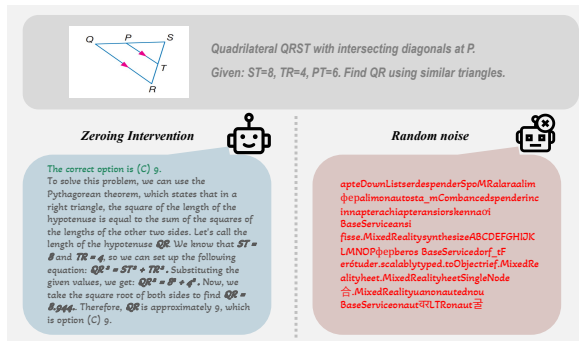 Q
P
S
T
R
Quadrilateral QRST with intersecting diagonals at P.
Given: ST=8, TR=4, PT=6. Find QR using similar triangles.
Zeroing Intervention
Random noise
The correct option is (C) 9.
To solve this problem, we can use the
Pythagorean theorem, which states that in a
right triangle, the square of the length of the
hypotenuse is equal to the sum of the squares of
the lengths of the other two sides. Let's call the
length of the hypotenuse QR. We know that ST =
8 and TR = 4, so we can set up the following
equation: QR² = ST² + TR². Substituting the
given values, we get: QR² = 8² + 4². Now, we
take the square root of both sides to find QR =
8.944. Therefore, QR is approximately 9, which
is option (C) 9.
apteDownListserdespenderSpoMRalaraalim
фералimonautosta_mCombancedspenderinc
innapterachiapteransiorskennaთi
BaseServiceansi
fisse.MixedRealitysynthesizeABCDEFGHIJK
LMNOPферberos BaseServicedorf_tF
erótuder.scalablytyped.toObjectrief.MixedRe
alityheet.MixedRealityheetSingleNode
合.MixedRealityuanonautednou